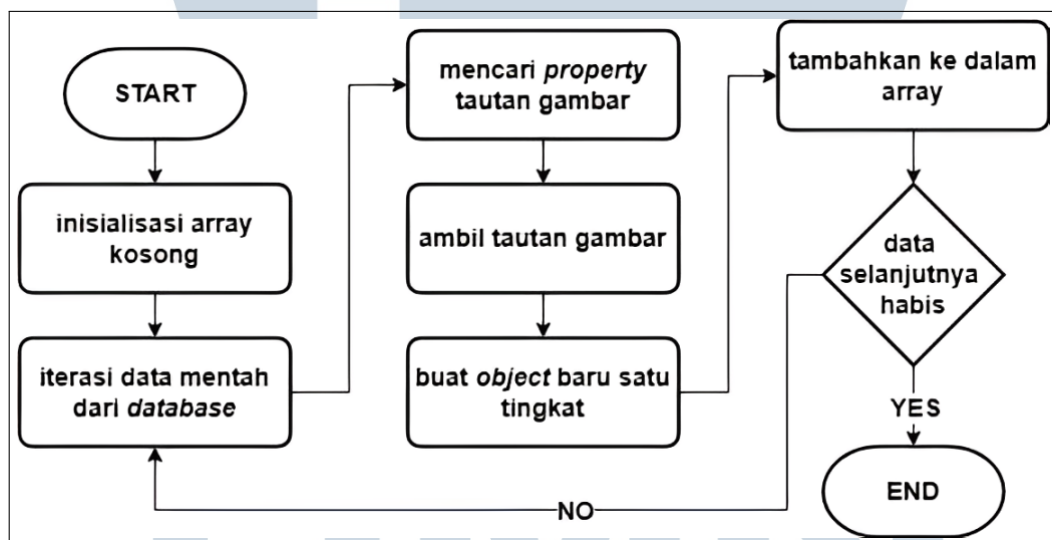 START
inisialisasi array
kosong
iterasi data mentah
dari database
mencari property
tautan gambar
ambil tautan gambar
buat object baru satu
tingkat
tambahkan ke dalam
array
data
selanjutnya
habis
YES
END
NO